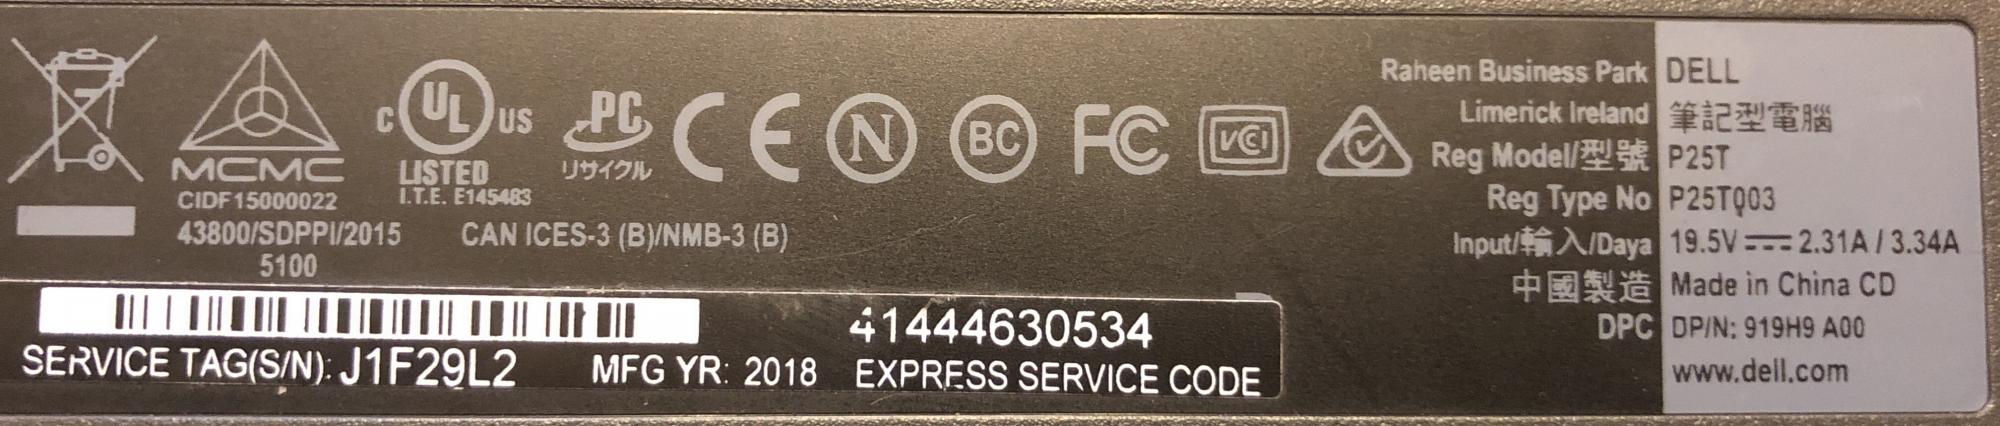 MCMC
CIDF15000022
43800/SDPPI/2015
5100
C UL US
LISTED
I.T.E. E145483
PC
リサイクル
CAN ICES-3 (B)/NMB-3 (B)
CE
N
BC
FC
VCI
Raheen Business Park DELL
Limerick Ireland 筆記型電腦
Reg Model/型號 P25T
Reg Type No P25T003
Input/輸入/Daya 19.5V 2.31A / 3.34A
中國製造 Made in China CD
DPC DP/N: 919H9 A00
www.dell.com
41444630534
SERVICE TAG(S/N): J1F29L2 MFG YR: 2018 EXPRESS SERVICE CODE